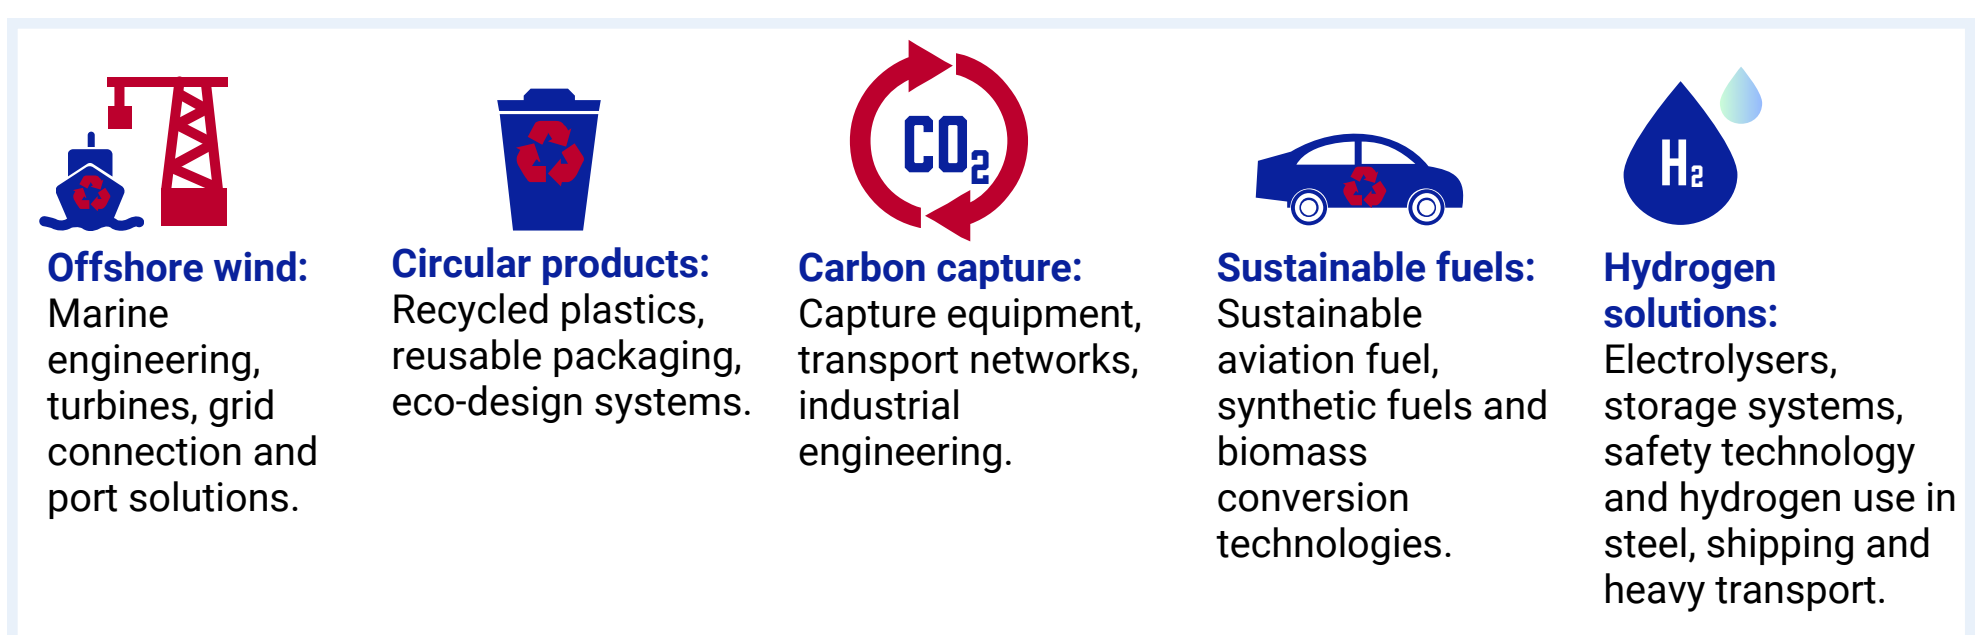 Offshore wind:
Marine
engineering,
turbines, grid
connection and
port solutions.
Circular products:
Recycled plastics,
reusable packaging,
eco-design systems.
CO₂
Carbon capture:
Capture equipment,
transport networks,
industrial
engineering.
Sustainable fuels:
Sustainable
aviation fuel,
synthetic fuels and
biomass
conversion
technologies.
H₂
Hydrogen
solutions:
Electrolysers,
storage systems,
safety technology
and hydrogen use in
steel, shipping and
heavy transport.